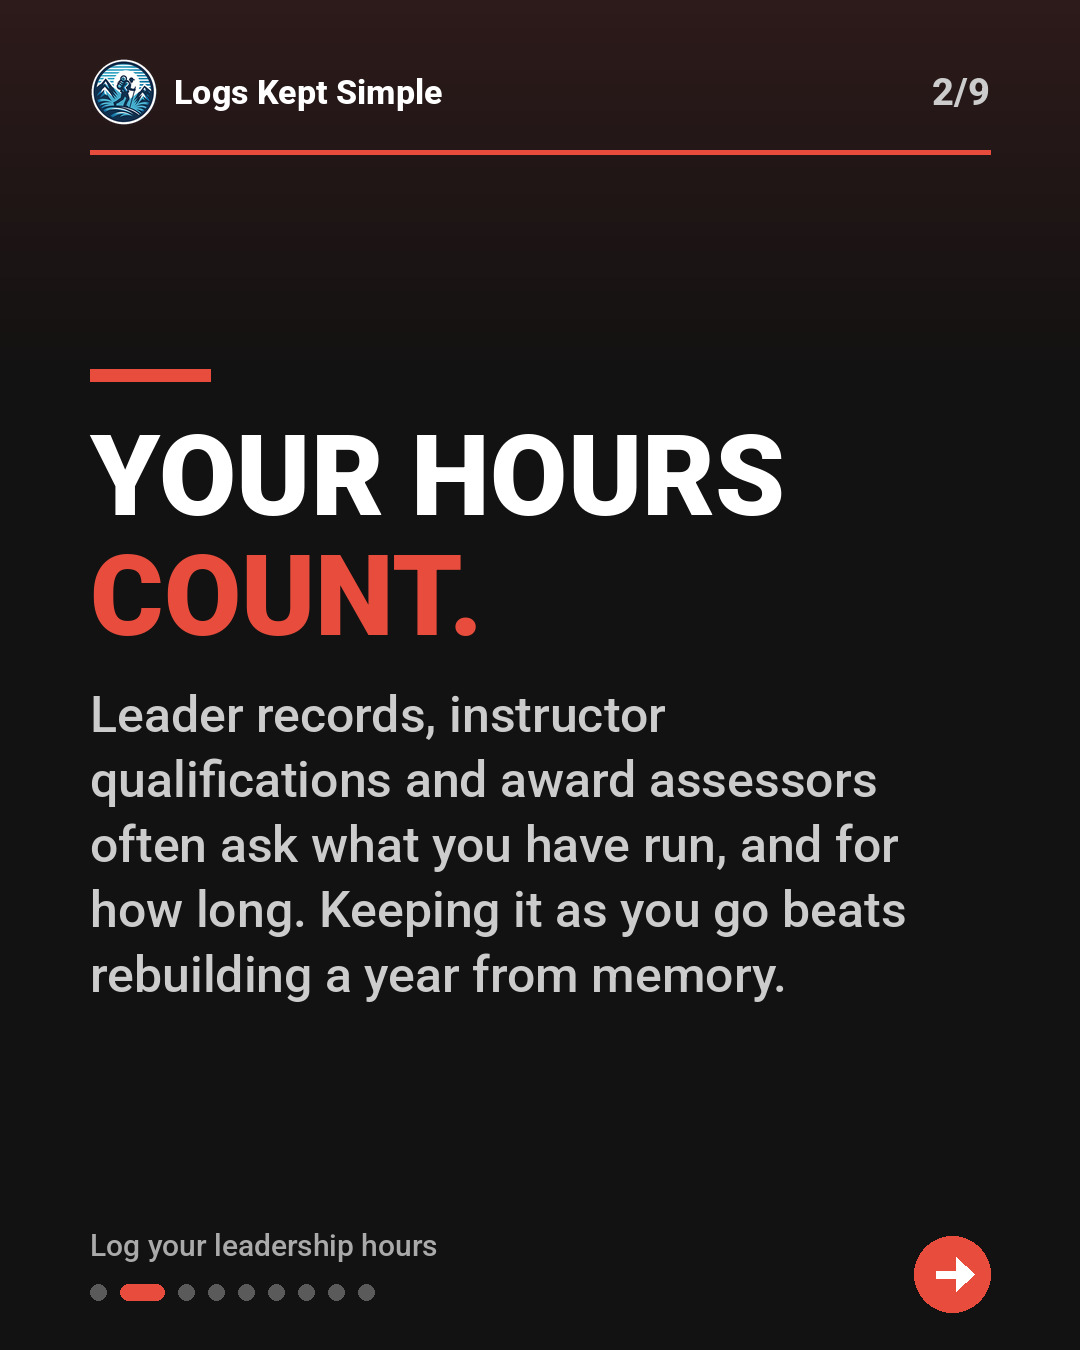 Logs Kept Simple
2/9
YOUR HOURS
COUNT.
Leader records, instructor
qualifications and award assessors
often ask what you have run, and for
how long. Keeping it as you go beats
rebuilding a year from memory.
Log your leadership hours